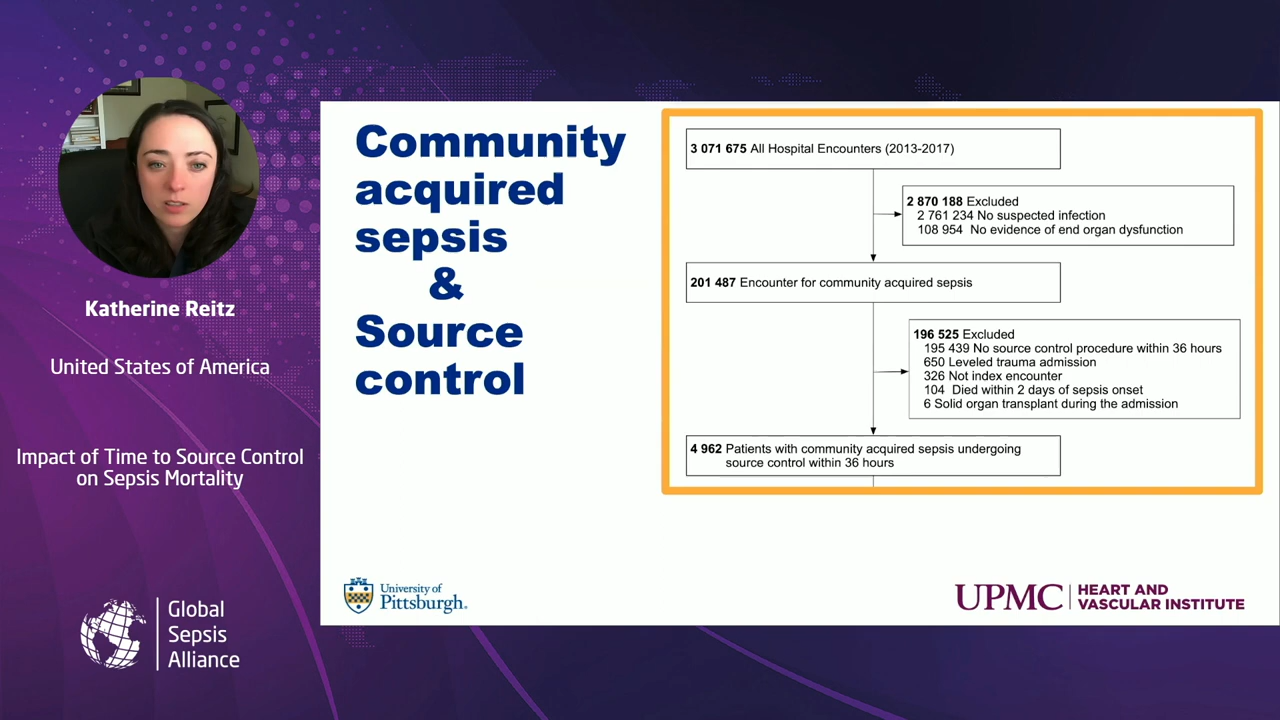 Katherine Reitz
United States of America
Impact of Time to Source Control
on Sepsis Mortality
Global
Sepsis
Alliance
Community
acquired
sepsis
&
Source
control
3 071 675 All Hospital Encounters (2013-2017)
2 870 188 Excluded
2 761 234 No suspected infection
108 954 No evidence of end organ dysfunction
201 487 Encounter for community acquired sepsis
196 525 Excluded
195 439 No source control procedure within 36 hours
650 Leveled trauma admission
326 Not index encounter
104 Died within 2 days of sepsis onset
6 Solid organ transplant during the admission
4 962 Patients with community acquired sepsis undergoing
source control within 36 hours
University of
Pittsburgh.
UPMC
HEART AND
VASCULAR INSTITUTE